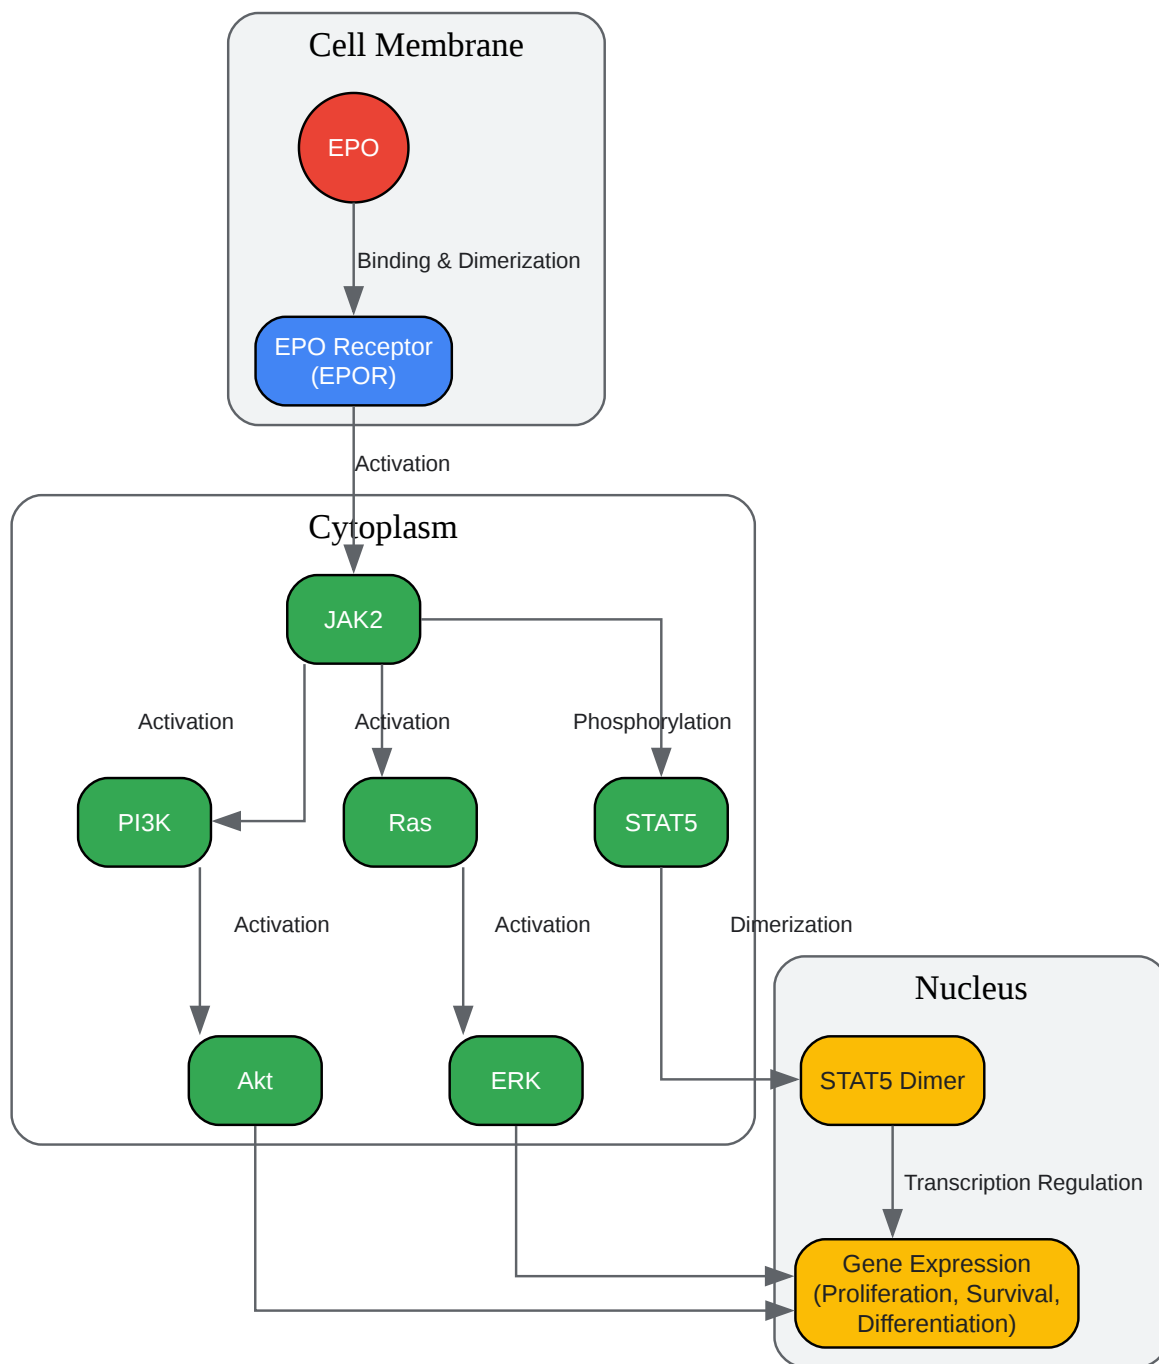 Cell Membrane
EPO
Binding & Dimerization
EPO Receptor
(EPOR)
Activation
Cytoplasm
JAK2
Activation
Activation
Phosphorylation
PI3K
Ras
STAT5
Activation
Activation
Dimerization
Nucleus
Akt
ERK
STAT5 Dimer
Transcription Regulation
Gene Expression
(Proliferation, Survival,
Differentiation)